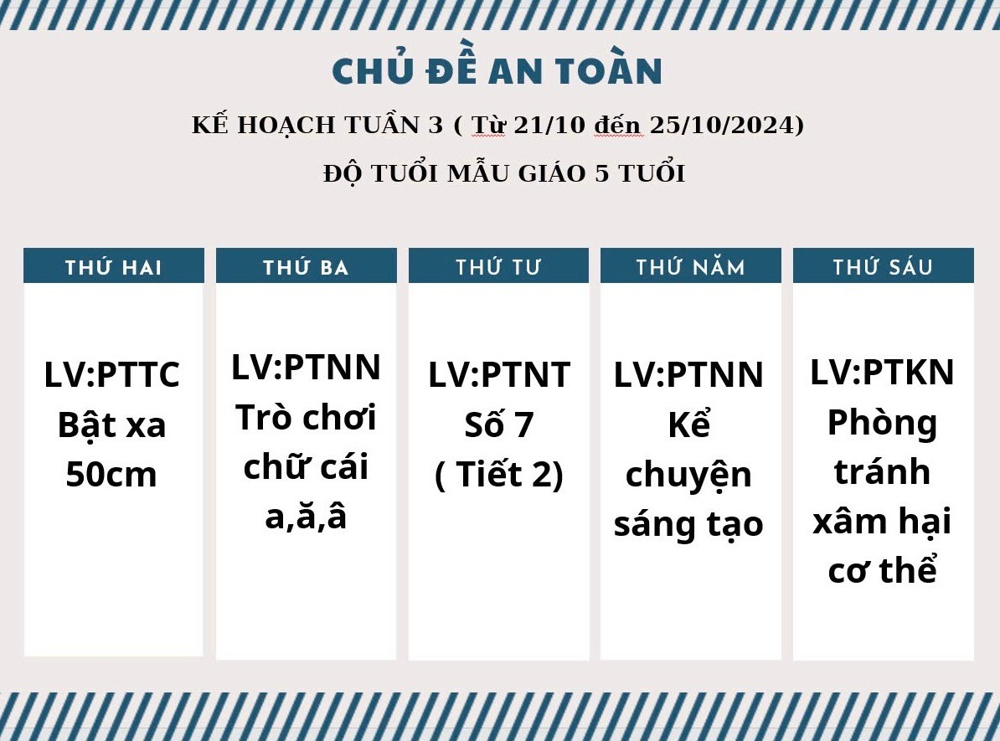 CHỦ ĐỀ AN TOÀN
KẾ HOẠCH TUẦN 3 ( Từ 21/10 đến 25/10/2024)
ĐỘ TUỔI MẪU GIÁO 5 TUỔI
THỨ HAI
LV:PTTC
Bật xa
50cm
THỨ BA
LV:PTNN
Trò chơi
chữ cái
a,ă,â
THỨ TƯ
LV:PTNT
Số 7
( Tiết 2)
THỨ NĂM
LV:PTNN
Kể
chuyện
sáng tạo
THỨ SÁU
LV:PTKN
Phòng
tránh
xâm hại
cơ thể